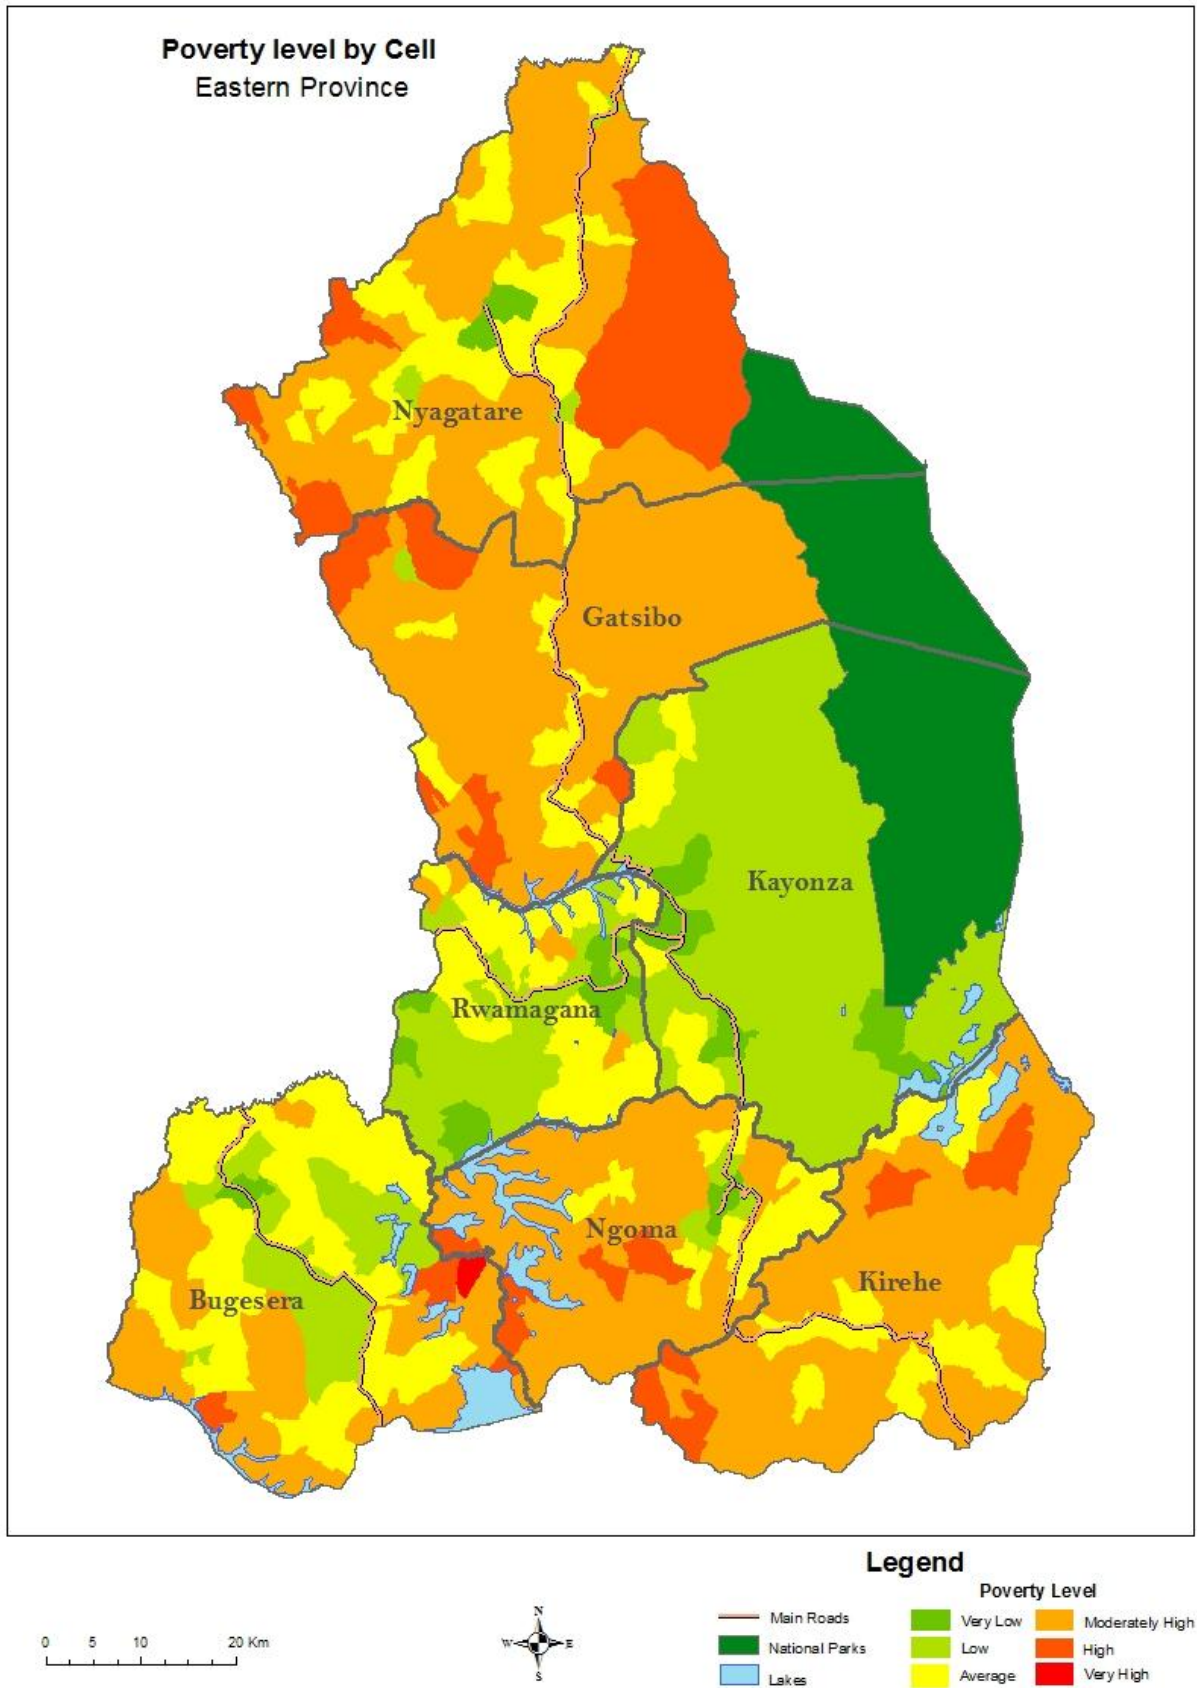 Poverty level by Cell
Eastern Province
Nyagatare
Gatsibo
Kayonza
Rwamagana
Ngoma
Bugesera
Kirehe
Legend
Poverty Level
Main Roads
National Parks
Lakes
Very Low
Low
Average
Moderately High
High
Very High
0 5 10 20 Km
N
W E
S